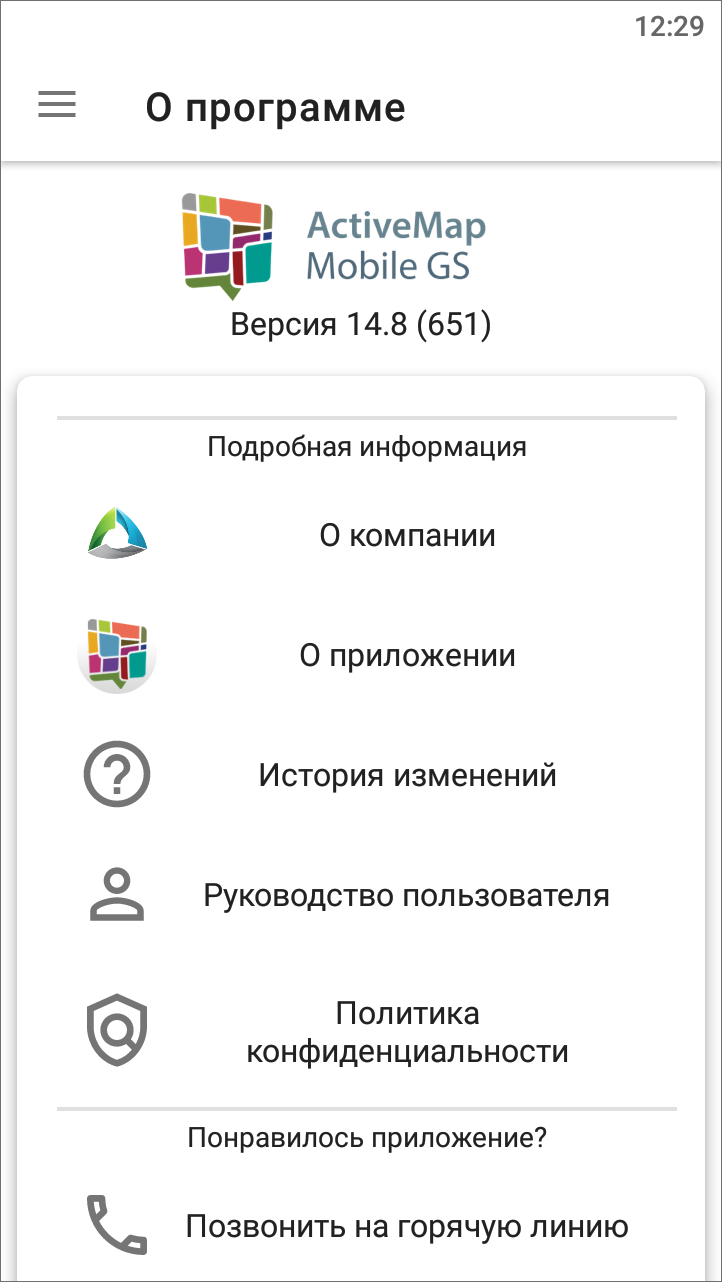 12:29
О программе
ActiveMap
Mobile GS
Версия 14.8 (651)
Подробная информация
О компании
О приложении
История изменений
Руководство пользователя
Политика
конфиденциальности
Понравилось приложение?
Позвонить на горячую линию